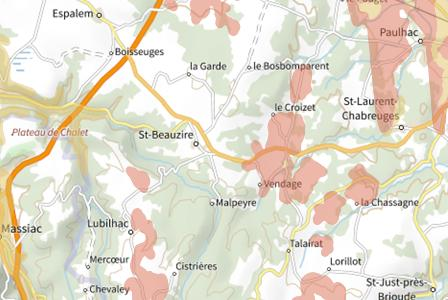 Espalem
Boisseuges
Paulhac
la Garde
le Bosbomparent
le Croizet
St-Laurent-
Chabreuges
Plateau de Chalet
St-Beauzire
Vendage
Malpeyre
la Chassagne
Massiac
Lubilhac
Talairat
Mercœur
Cistrières
Lorillot
Chevaley
St-Just-près-
Brioude